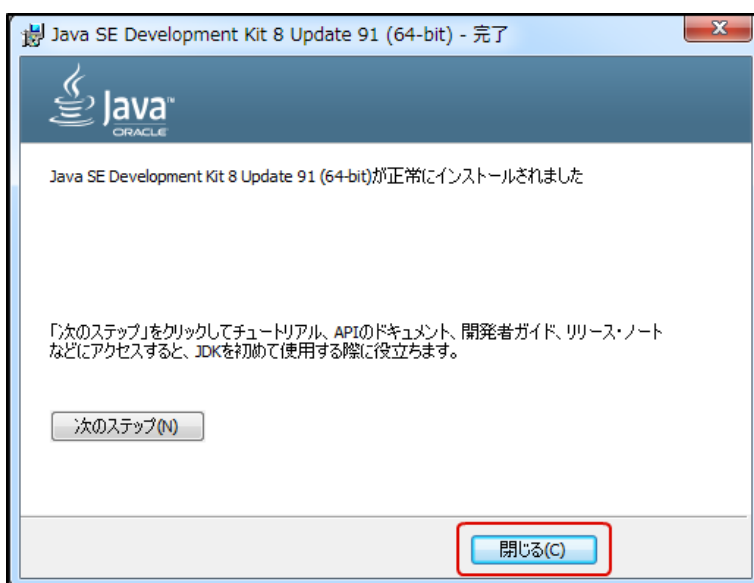 Java SE Development Kit 8 Update 91 (64-bit) - 完了
Java™
ORACLE
Java SE Development Kit 8 Update 91 (64-bit)が正常にインストールされました
「次のステップ」をクリックしてチュートリアル、APIのドキュメント、開発者ガイド、リリース・ノート
などにアクセスすると、JDKを初めて使用する際に役立ちます。
次のステップ(N)
閉じる(C)